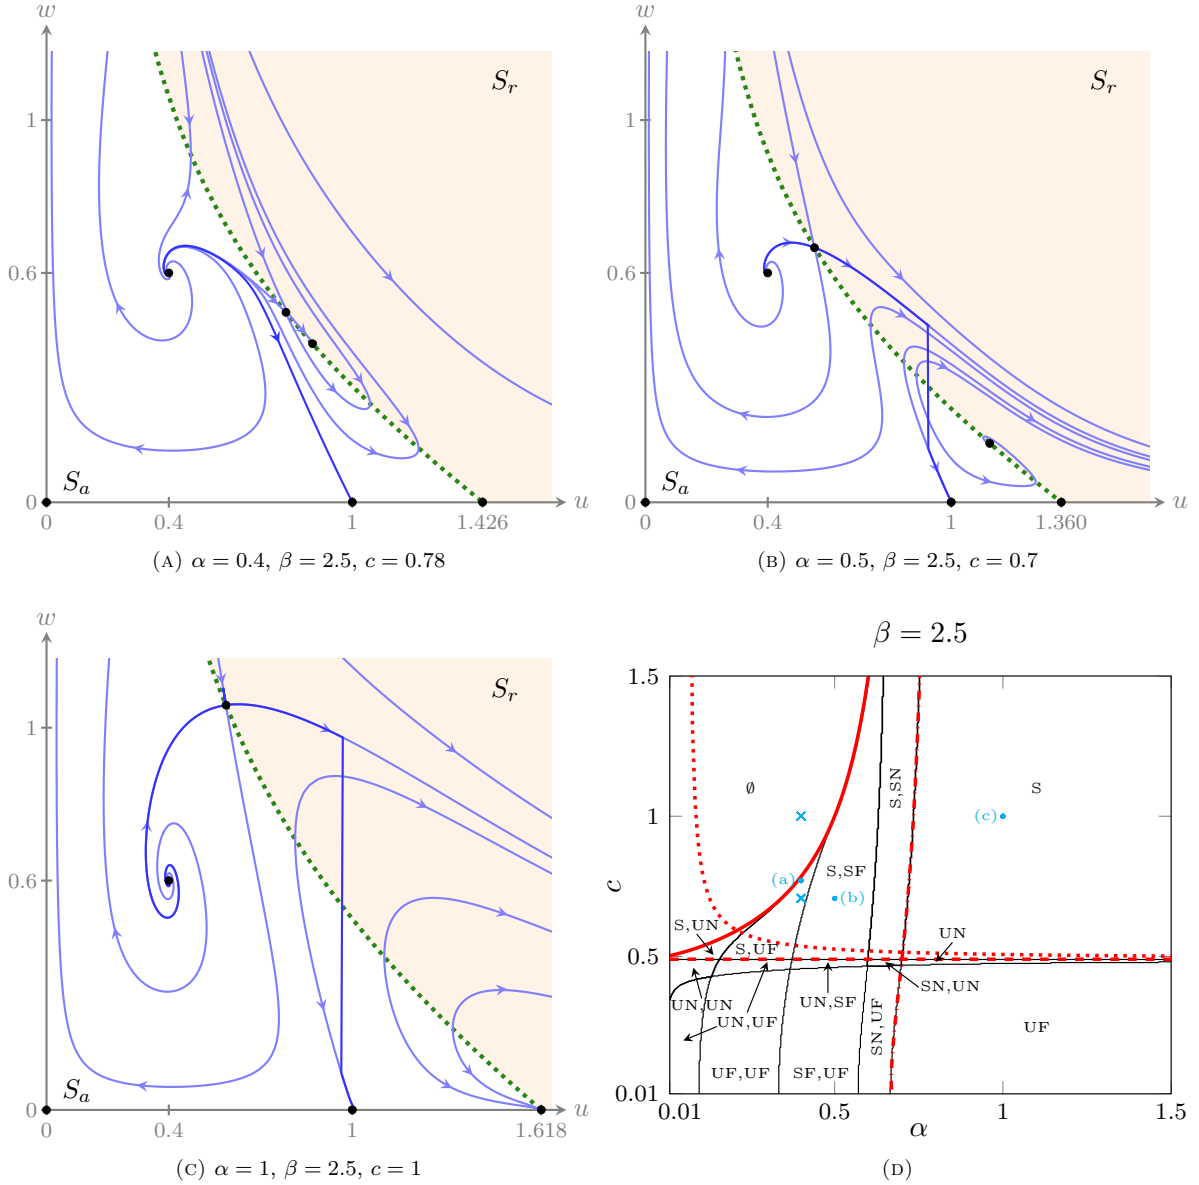 w
w
S_r
S_r
1
1
0.6
0.6
S_a
S_a
0
u
0
u
0
0.4
1
1.426
0
0.4
1
1.360
(A) α = 0.4, β = 2.5, c = 0.78
(B) α = 0.5, β = 2.5, c = 0.7
w
S_r
1
0.6
S_a
0
u
0
0.4
1
1.618
(C) α = 1, β = 2.5, c = 1
β = 2.5
1.5
S,SN
∅
S
1
(c)
c
(a)
S,SF
(b)
S,UN
S,UF
UN
0.5
UN,UN
UN,UF
UN,SF
SN,UN
SN,UF
UF
UF,UF
SF,UF
0.01
0.01
0.5
1
1.5
α
(D)